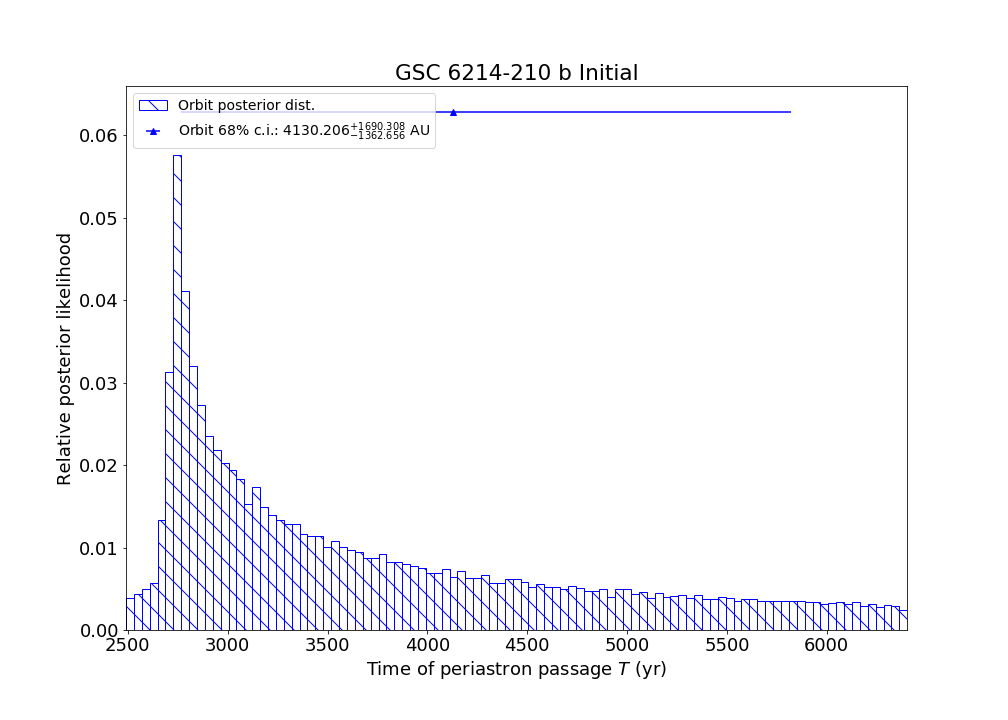 GSC 6214-210 b Initial
Orbit posterior dist.
Orbit 68% c.i.: 4130.206+1690.308 −1362.656 AU
0.06
0.05
0.04
0.03
0.02
0.01
0.00
Relative posterior likelihood
2500 3000 3500 4000 4500 5000 5500 6000
Time of periastron passage T (yr)